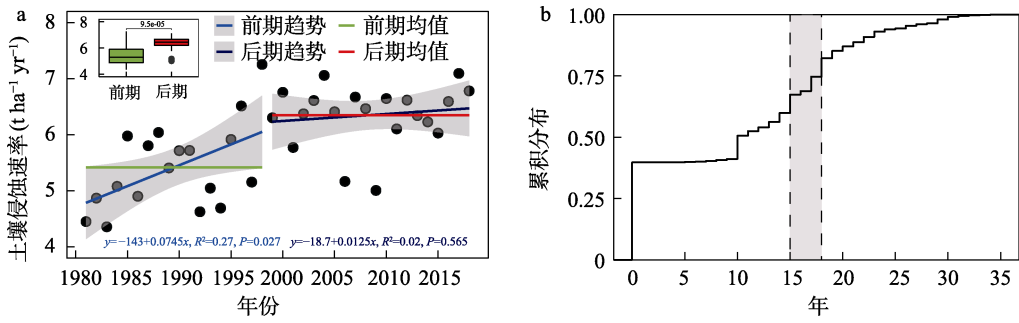 a
8
7
6
5
4
土壤侵蚀速率 (t ha⁻¹ yr⁻¹)
8
6
4
9.5e-05
前期 后期
前期趋势 前期均值
后期趋势 后期均值
y=−143+0.0745x, R²=0.27, P=0.027 y=−18.7+0.0125x, R²=0.02, P=0.565
1980 1985 1990 1995 2000 2005 2010 2015
年份
b
1.00
0.75
0.50
0.25
0
累积分布
0 5 10 15 18 20 25 30 35
年